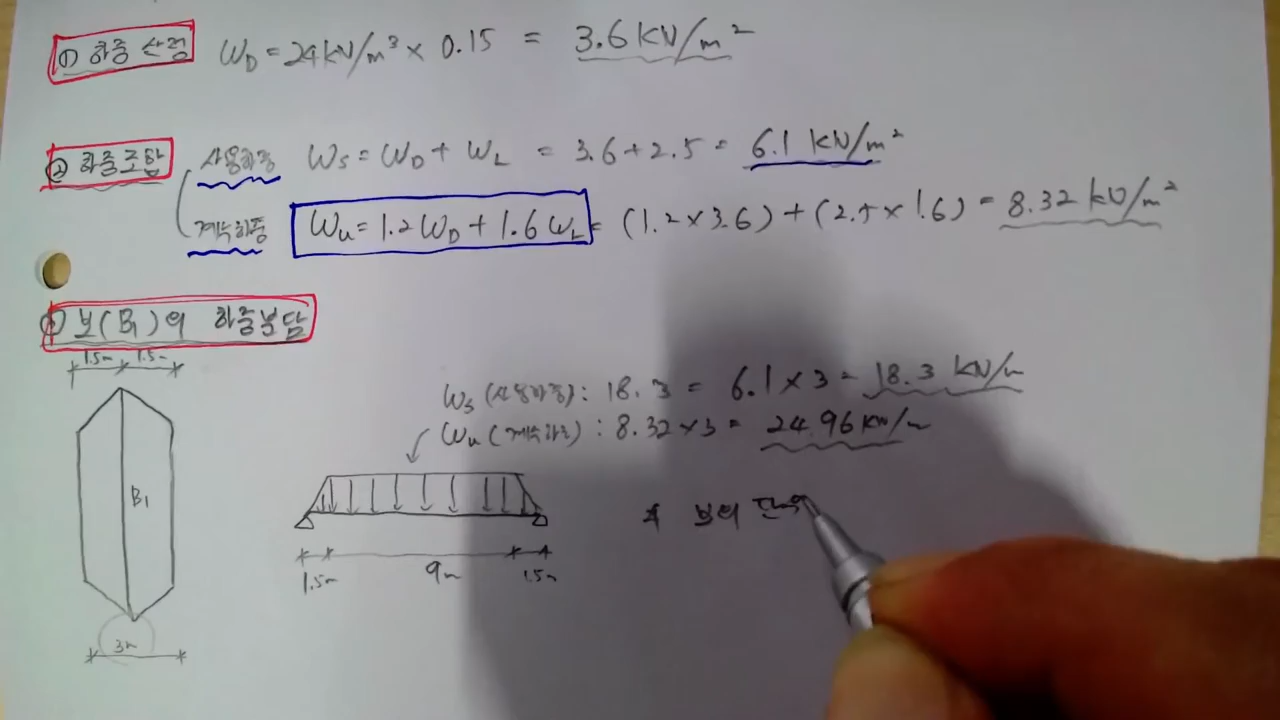 ① 하중 산정 W_D = 24kN/m³ × 0.15 = 3.6 kN/m²
② 하중조합 사용하중 W_S = W_D + W_L = 3.6 + 2.5 = 6.1 kN/m²
계수하중 W_u = 1.2 W_D + 1.6 W_L = (1.2 × 3.6) + (2.5 × 1.6) = 8.32 kN/m²
보(B₁)의 하중분담
1.5m 1.5m
W_S (사용하중) : 18.3 = 6.1 × 3 = 18.3 kN/m
W_u (계수하중) : 8.32 × 3 = 24.96 kN/m
B₁
* 보의
1.5m 9m 1.5m
3m